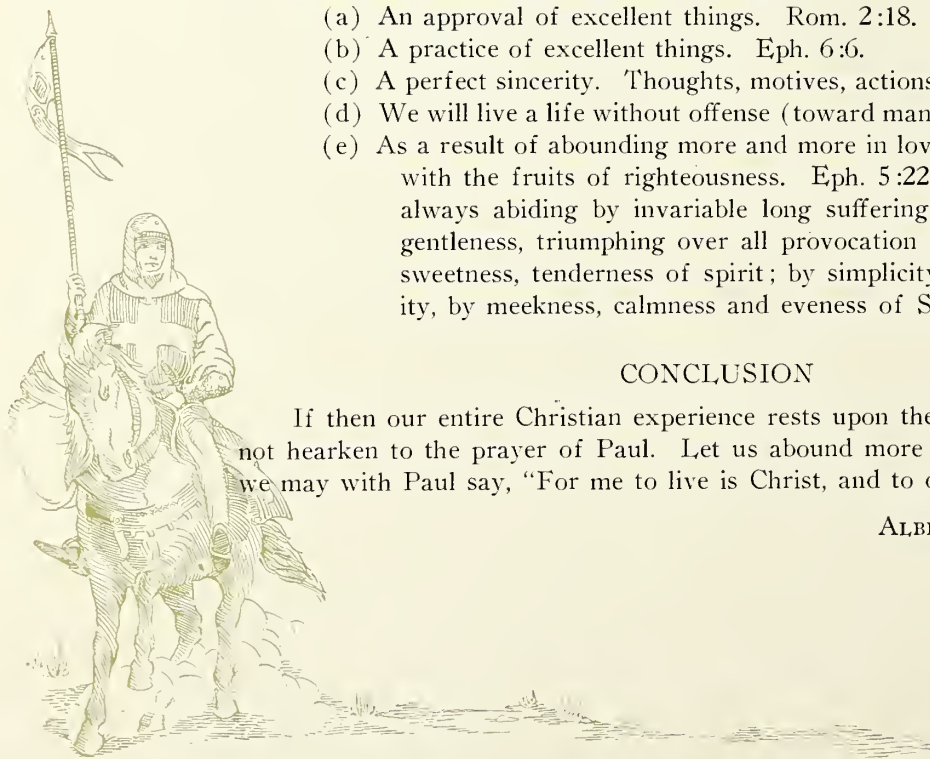 (a) An approval of excellent things. Rom. 2:18.
(b) A practice of excellent things. Eph. 6:6.
(c) A perfect sincerity. Thoughts, motives, actions
(d) We will live a life without offense (toward man
(e) As a result of abounding more and more in lov
with the fruits of righteousness. Eph. 5:22
always abiding by invariable long suffering
gentleness, triumphing over all provocation
sweetness, tenderness of spirit; by simplicity
ity, by meekness, calmness and eveness of S
CONCLUSION
If then our entire Christian experience rests upon the
not hearken to the prayer of Paul. Let us abound more
we may with Paul say, “For me to live is Christ, and to
ALB